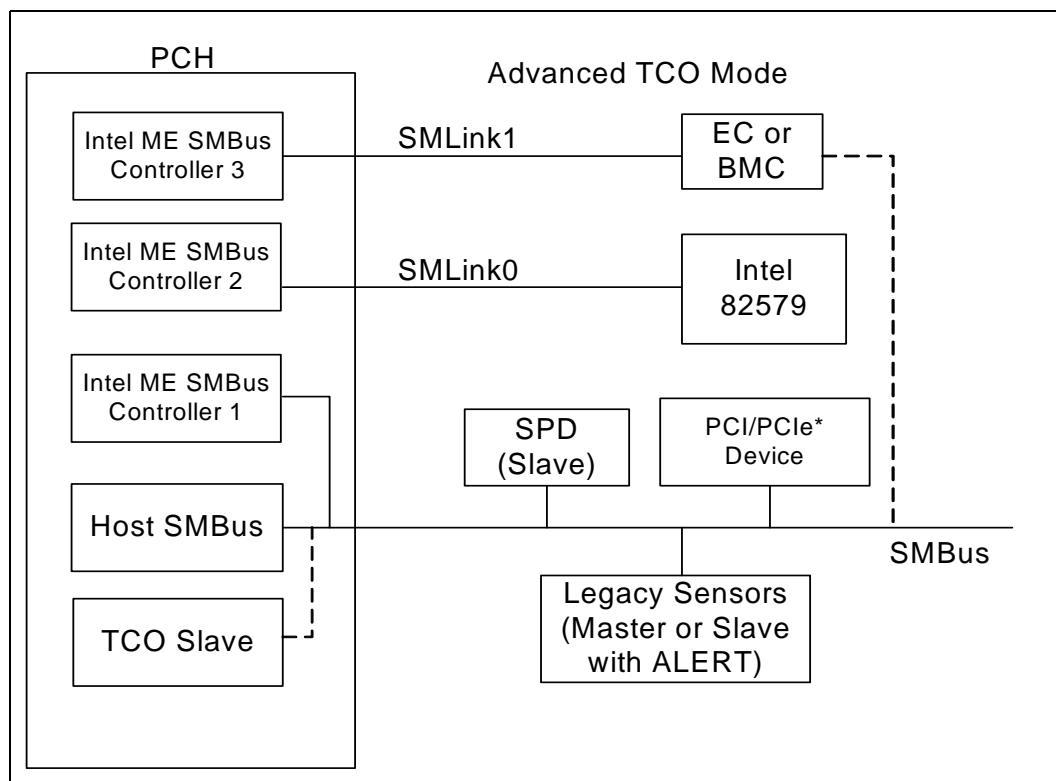 PCH
Advanced TCO Mode
Intel ME SMBus
Controller 3
SMLink1
EC or
BMC
Intel ME SMBus
Controller 2
SMLink0
Intel
82579
Intel ME SMBus
Controller 1
SPD
(Slave)
PCI/PCIe*
Device
Host SMBus
SMBus
TCO Slave
Legacy Sensors
(Master or Slave
with ALERT)